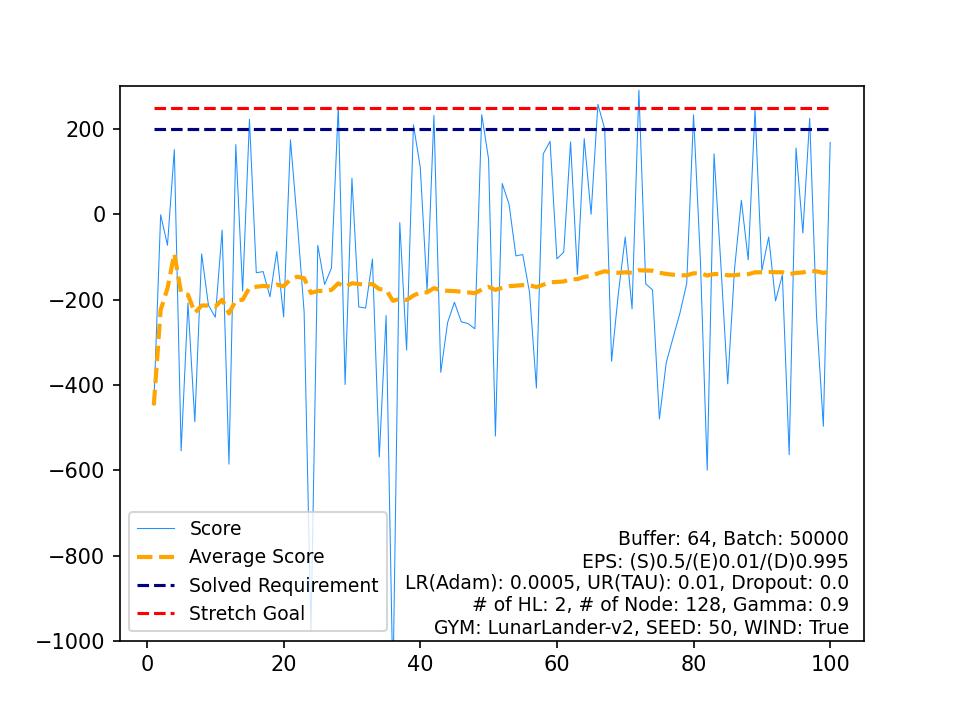 200
0
−200
−400
−600
−800
−1000
0
20
40
60
80
100
Score
Average Score
Solved Requirement
Stretch Goal
Buffer: 64, Batch: 50000
EPS: (S)0.5/(E)0.01/(D)0.995
LR(Adam): 0.0005, UR(TAU): 0.01, Dropout: 0.0
# of HL: 2, # of Node: 128, Gamma: 0.9
GYM: LunarLander-v2, SEED: 50, WIND: True